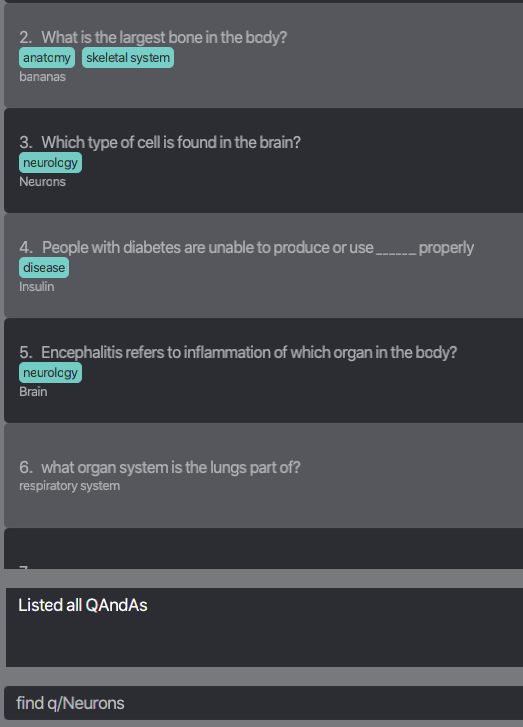 2. What is the largest bone in the body?
anatomy skeletal system
bananas
3. Which type of cell is found in the brain?
neurology
Neurons
4. People with diabetes are unable to produce or use ______ properly
disease
Insulin
5. Encephalitis refers to inflammation of which organ in the body?
neurology
Brain
6. what organ system is the lungs part of?
respiratory system
Listed all QAndAs
find q/Neurons